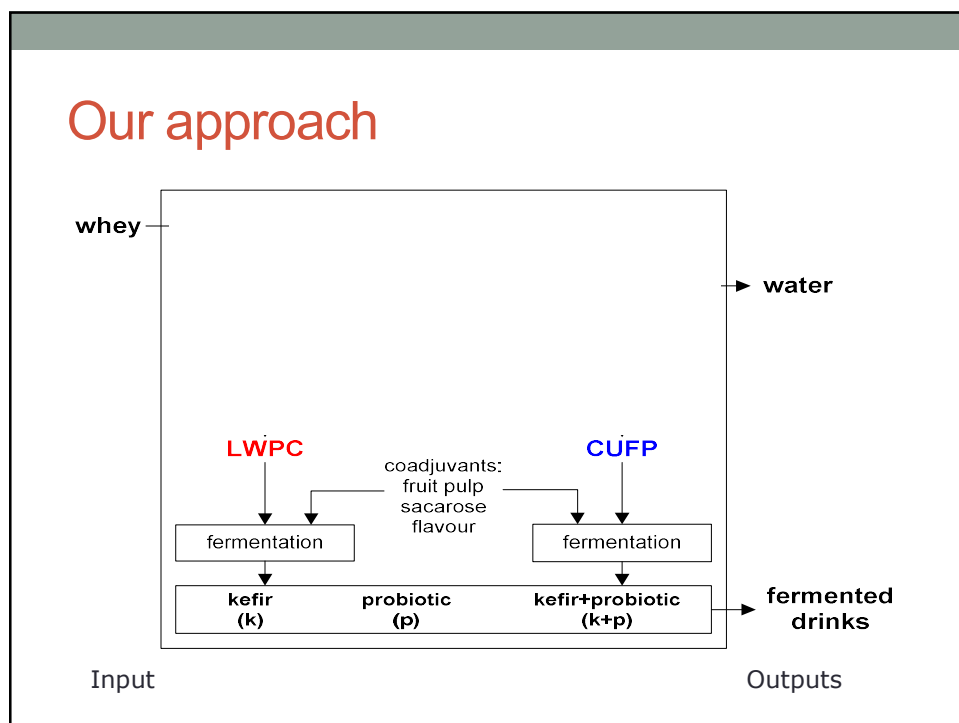 Our approach
whey
water
LWPC
CUFP
coadjuvants:
fruit pulp
sacarose
flavour
fermentation
fermentation
kefir
(k)
probiotic
(p)
kefir+probiotic
(k+p)
fermented
drinks
Input
Outputs